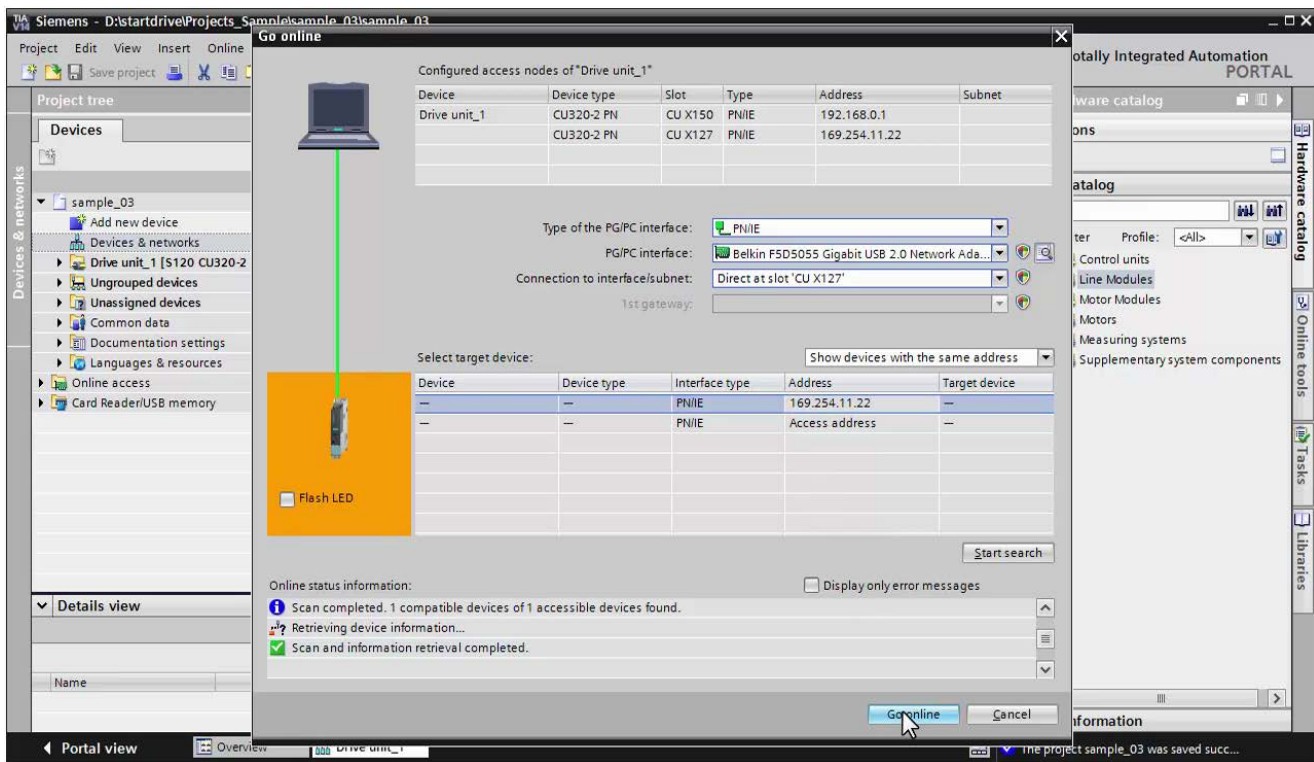 TIA V14 Siemens - D:\startdrive\Projects_Sample\sample_03\sample_03
Project Edit View Insert Online
Save project
Totally Integrated Automation
PORTAL
Project tree
Devices
Devices & networks
sample_03
Add new device
Devices & networks
Drive unit_1 [S120 CU320-2
Ungrouped devices
Unassigned devices
Common data
Documentation settings
Languages & resources
Online access
Card Reader/USB memory
Details view
Name
Go online
Configured access nodes of "Drive unit_1"
Device Device type Slot Type Address Subnet
Drive unit_1 CU320-2 PN CU X150 PN/IE 192.168.0.1
CU320-2 PN CU X127 PN/IE 169.254.11.22
Type of the PG/PC interface: PN/IE
PG/PC interface: Belkin F5D5055 Gigabit USB 2.0 Network Ada...
Connection to interface/subnet: Direct at slot 'CU X127'
1st gateway:
Select target device: Show devices with the same address
Device Device type Interface type Address Target device
— — PN/IE 169.254.11.22 —
— — PN/IE Access address —
Flash LED
Start search
Online status information: Display only error messages
Scan completed. 1 compatible devices of 1 accessible devices found.
Retrieving device information...
Scan and information retrieval completed.
Go online Cancel
ware catalog
ons
atalog
ter Profile: <All>
Control units
Line Modules
Motor Modules
Motors
Measuring systems
Supplementary system components
nformation
Hardware catalog
Online tools
Tasks
Libraries
Portal view Overview Drive unit_1 The project sample_03 was saved succ...